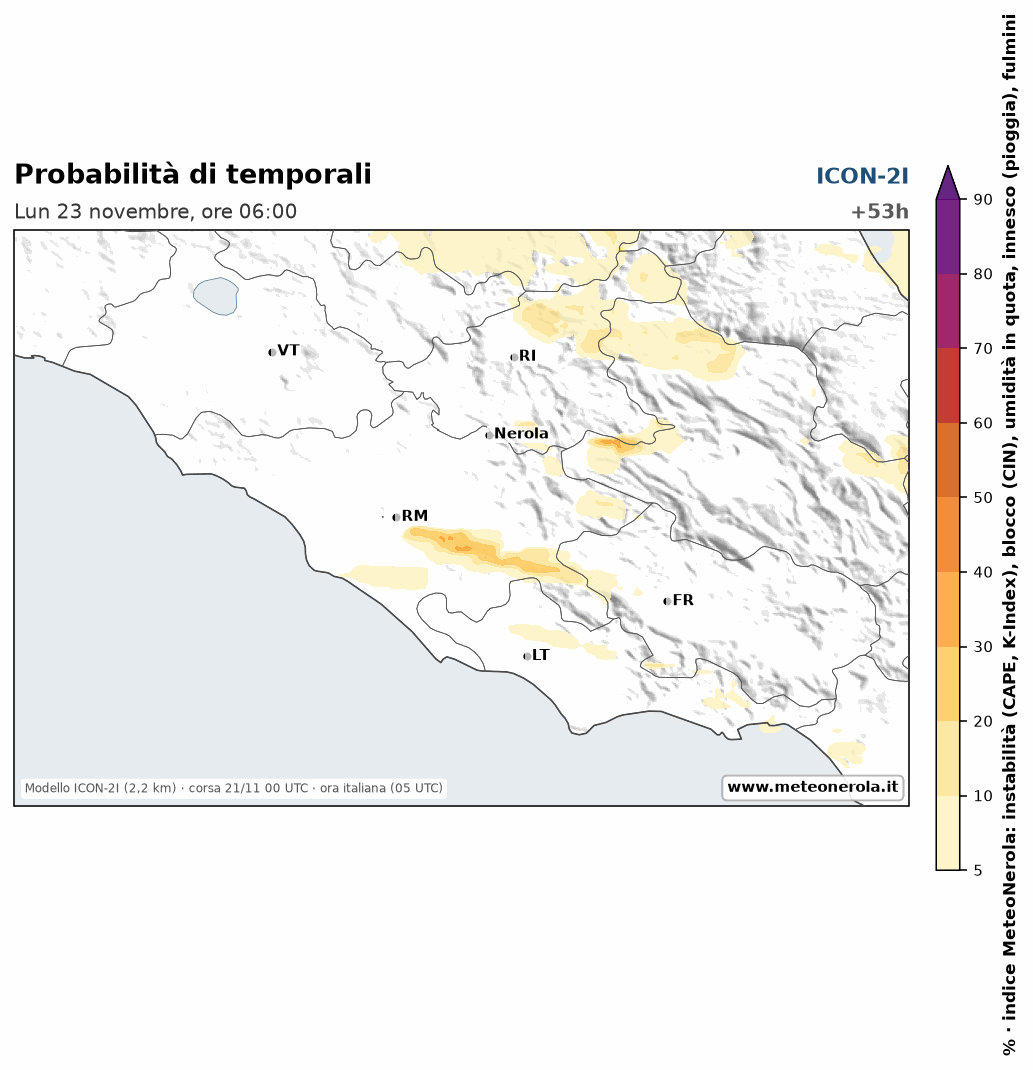 Probabilità di temporali
ICON-2I
Lun 23 novembre, ore 06:00
+53h
VT
RI
Nerola
RM
FR
LT
Modello ICON-2I (2,2 km) · corsa 21/11 00 UTC · ora italiana (05 UTC)
www.meteonerola.it
90
80
70
60
50
40
30
20
10
5
% · indice MeteoNerola: instabilità (CAPE, K-Index), blocco (CIN), umidità in quota, innesco (pioggia), fulmini